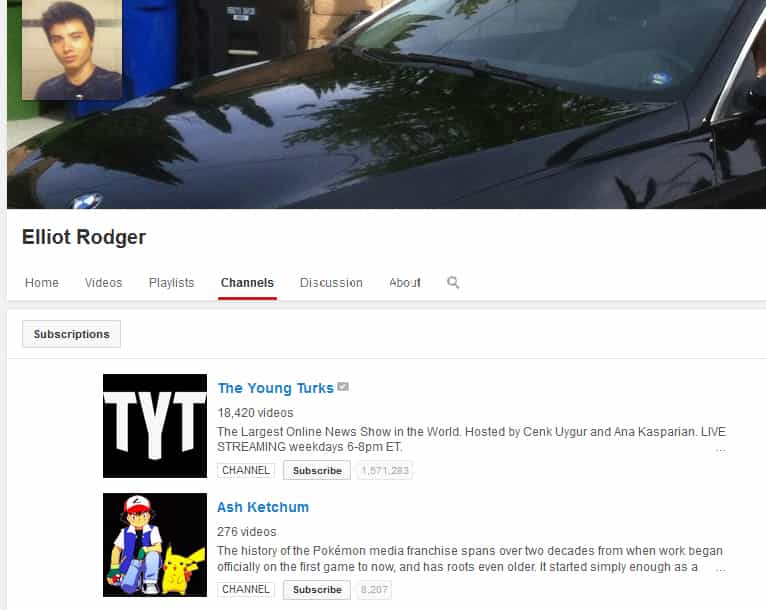 Elliot Rodger
Home Videos Playlists Channels Discussion About
Subscriptions
TYT
The Young Turks
18,420 videos
The Largest Online News Show in the World. Hosted by Cenk Uygur and Ana Kasparian. LIVE
STREAMING weekdays 6-8pm ET. ...
CHANNEL Subscribe 1,571,283
Ash Ketchum
276 videos
The history of the Pokémon media franchise spans over two decades from when work began
officially on the first game to now, and has roots even older. It started simply enough as a ...
CHANNEL Subscribe 8,207